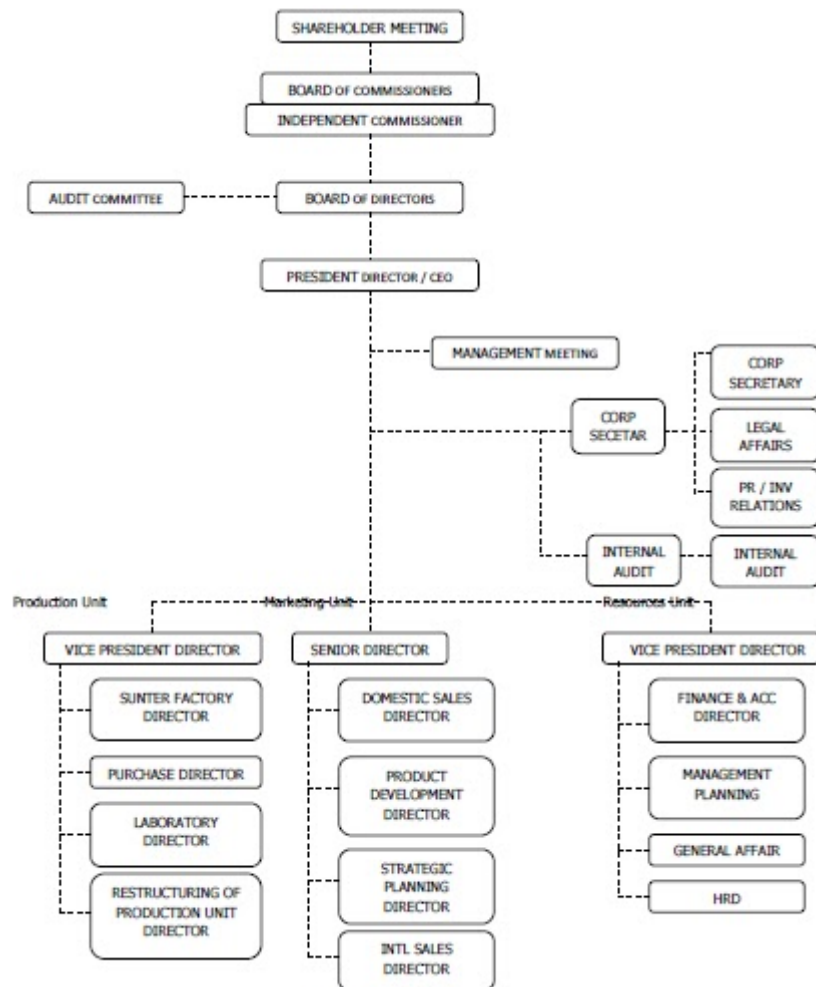 SHAREHOLDER MEETING
BOARD OF COMMISSIONERS
INDEPENDENT COMMISSIONER
AUDIT COMMITTEE
BOARD OF DIRECTORS
PRESIDENT DIRECTOR / CEO
MANAGEMENT MEETING
CORP
SECRETARY
CORP
SECETAR
LEGAL
AFFAIRS
PR / INV
RELATIONS
INTERNAL
AUDIT
INTERNAL
AUDIT
Production Unit
Marketing Unit
Resources Unit
VICE PRESIDENT DIRECTOR
SENIOR DIRECTOR
VICE PRESIDENT DIRECTOR
SUNTER FACTORY
DIRECTOR
PURCHASE DIRECTOR
LABORATORY
DIRECTOR
RESTRUCTURING OF
PRODUCTION UNIT
DIRECTOR
DOMESTIC SALES
DIRECTOR
PRODUCT
DEVELOPMENT
DIRECTOR
STRATEGIC
PLANNING
DIRECTOR
INTL SALES
DIRECTOR
FINANCE & ACC
DIRECTOR
MANAGEMENT
PLANNING
GENERAL AFFAIR
HRD